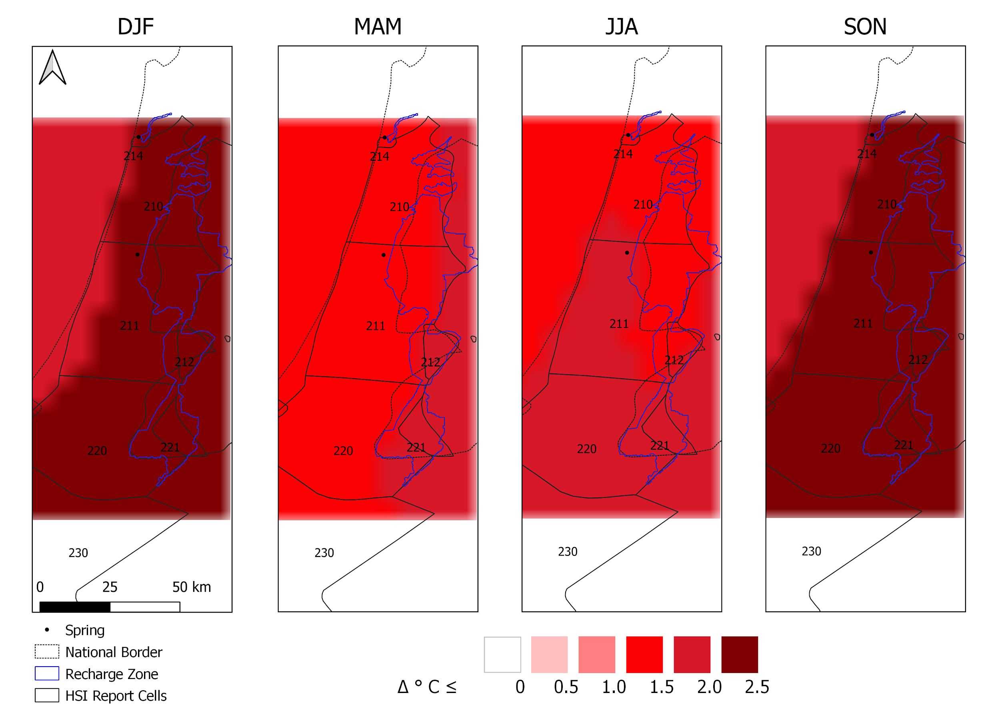 DJF MAM JJA SON
214 214 214 214
210 210 210 210
211 211 211 211
212 212 212 212
220 221 220 221 220 221 220 221
230 230 230 230
0 25 50 km
Spring
National Border
Recharge Zone
HSI Report Cells
Δ ° C ≤ 0 0.5 1.0 1.5 2.0 2.5